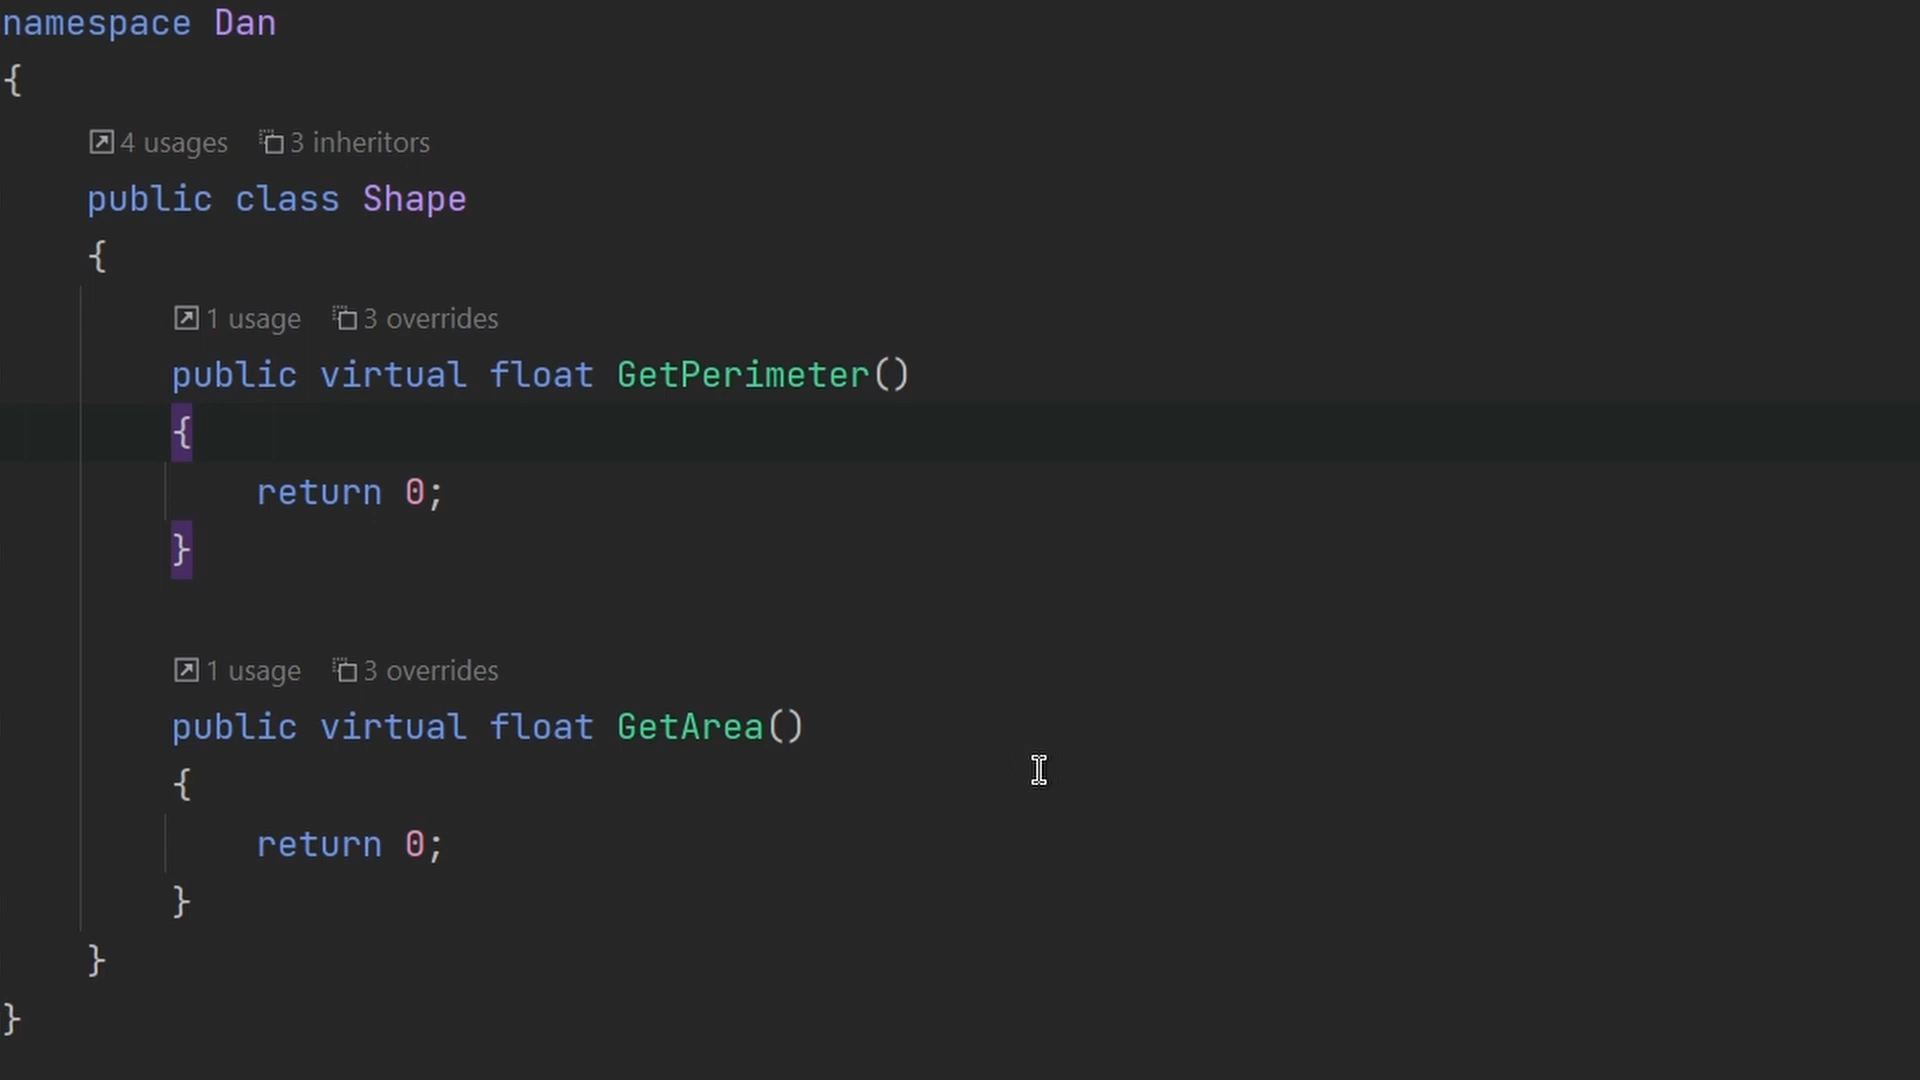 namespace Dan
{
4 usages 3 inheritors
public class Shape
{
1 usage 3 overrides
public virtual float GetPerimeter()
{
return 0;
}
1 usage 3 overrides
public virtual float GetArea()
{
return 0;
}
}
}